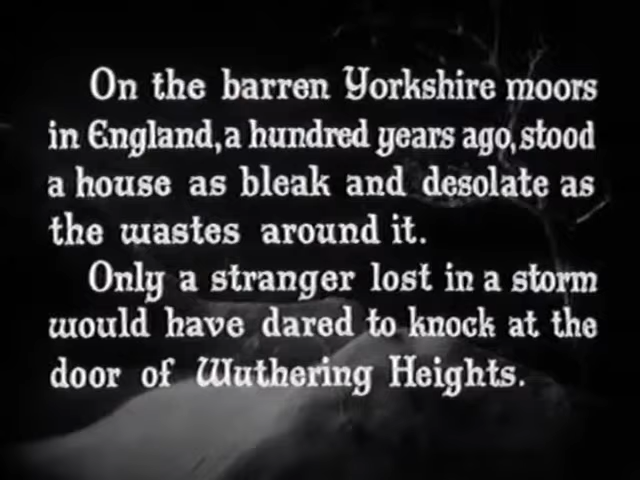 On the barren Yorkshire moors
in England, a hundred years ago, stood
a house as bleak and desolate as
the wastes around it.
Only a stranger lost in a storm
would have dared to knock at the
door of Wuthering Heights.